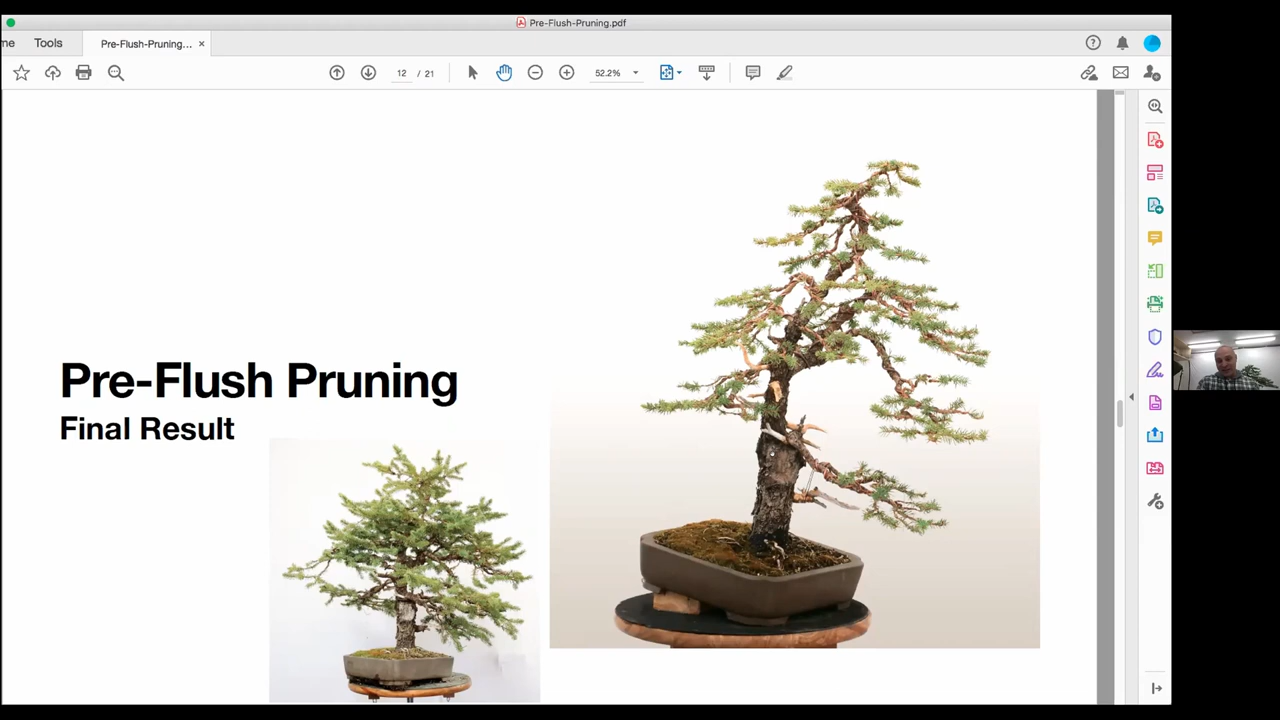 Pre-Flush-Pruning.pdf
me
Tools
Pre-Flush-Pruning... ×
12 / 21
52.2%
Pre-Flush Pruning
Final Result